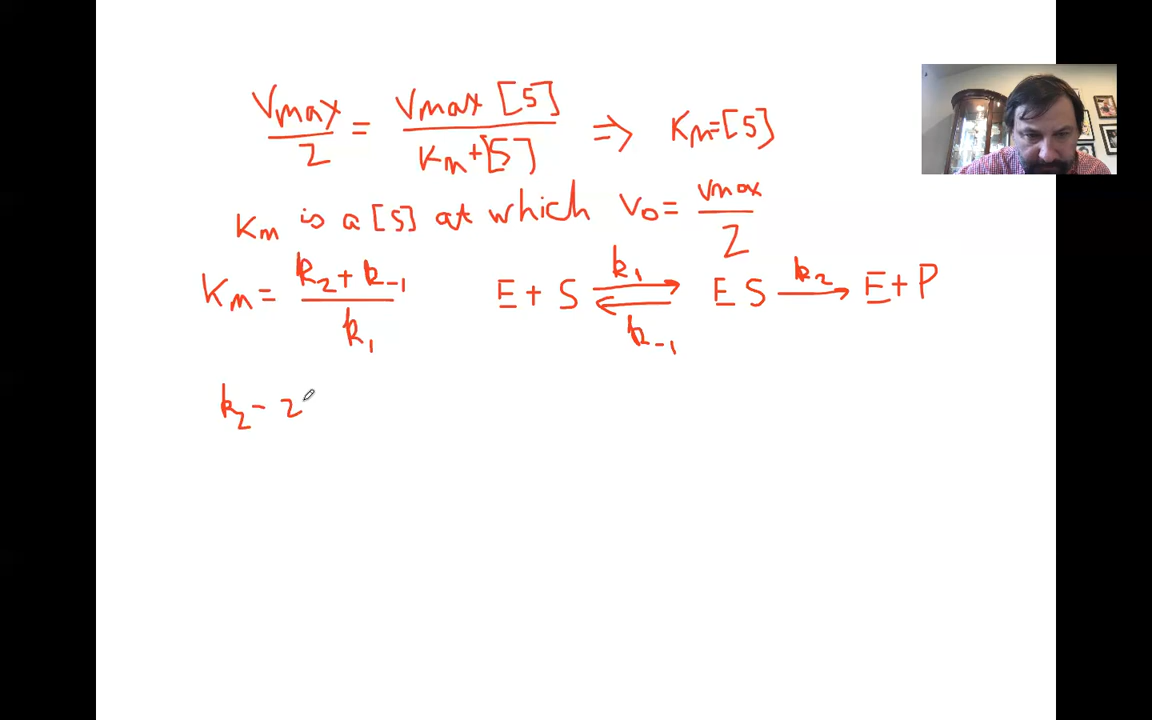 Vmax/2 = Vmax [S]/Km+[S] ⇒ Km=[S]
Km is a [S] at which v0 = vmax/2
Km = k2 + k-1/k1 E + S k1 ⇌ k-1 ES k2 → E + P
k2 - 2